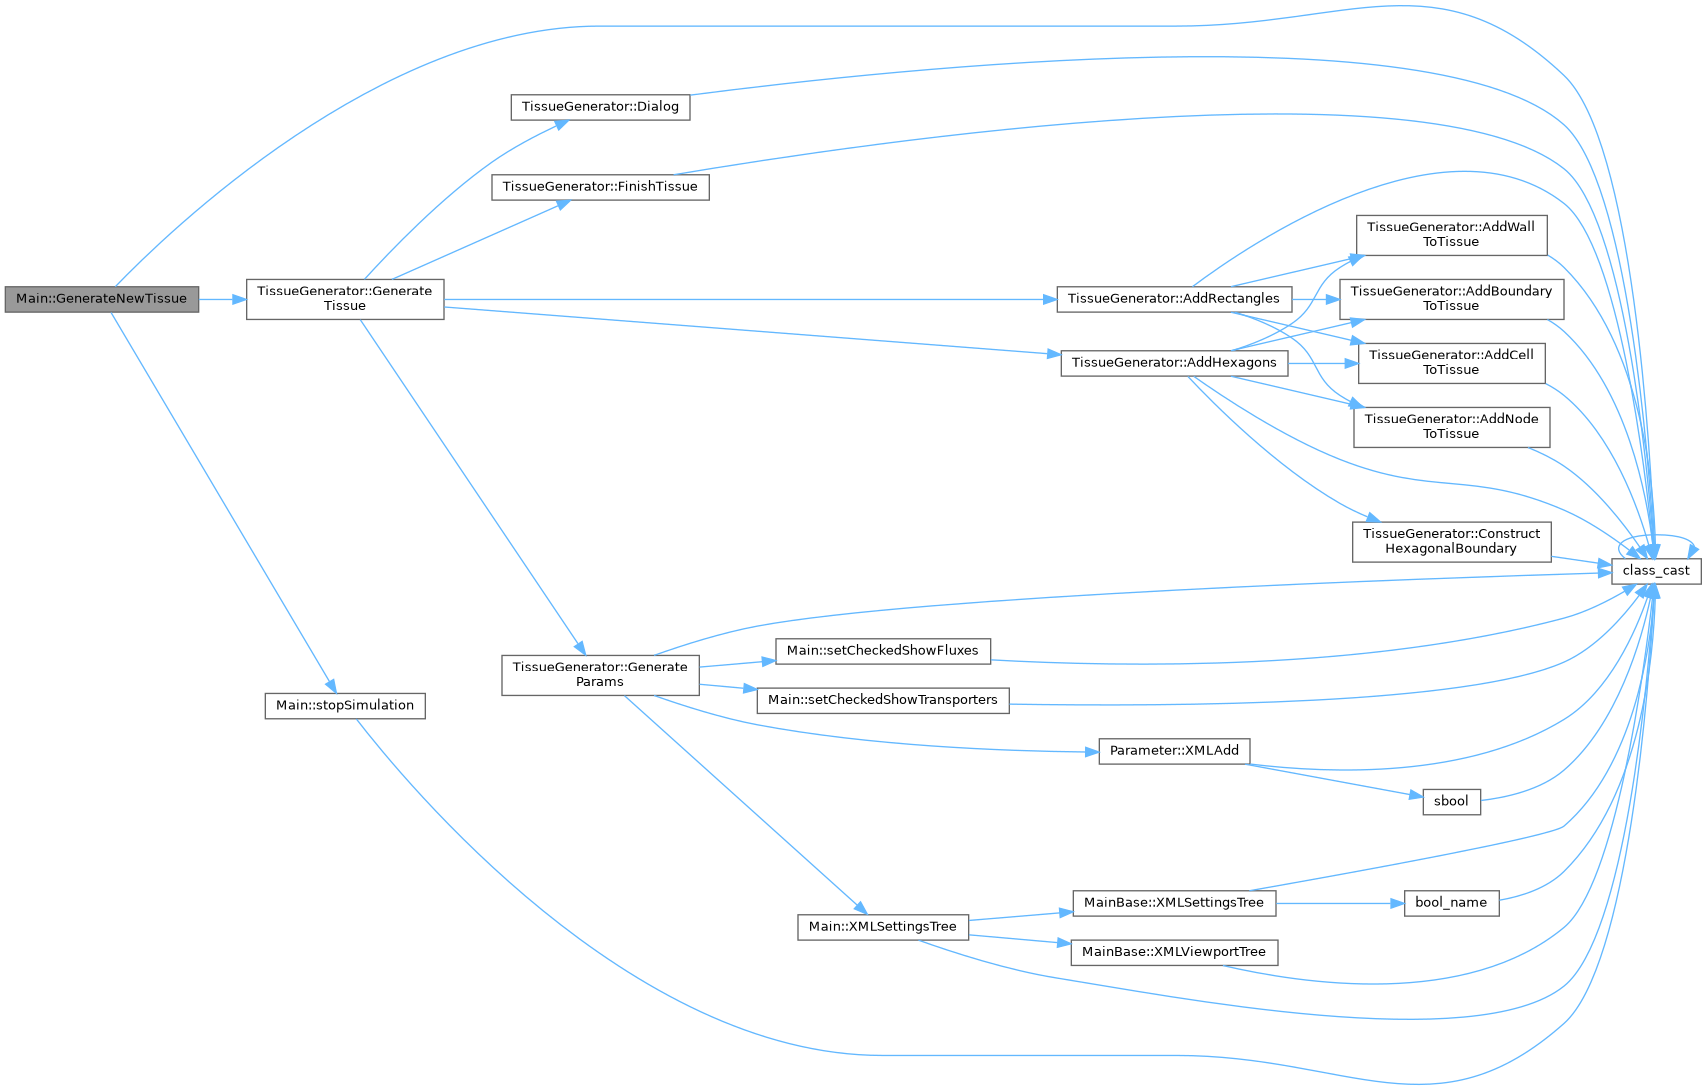 Main::GenerateNewTissue
TissueGenerator::Generate
Tissue
Main::stopSimulation
TissueGenerator::Dialog
TissueGenerator::FinishTissue
TissueGenerator::Generate
Params
Main::setCheckedShowFluxes
Main::setCheckedShowTransporters
Main::XMLSettingsTree
TissueGenerator::AddRectangles
TissueGenerator::AddHexagons
Parameter::XMLAdd
MainBase::XMLSettingsTree
MainBase::XMLViewportTree
TissueGenerator::AddWall
ToTissue
TissueGenerator::AddBoundary
ToTissue
TissueGenerator::AddCell
ToTissue
TissueGenerator::AddNode
ToTissue
TissueGenerator::Construct
HexagonalBoundary
sbool
bool_name
class_cast